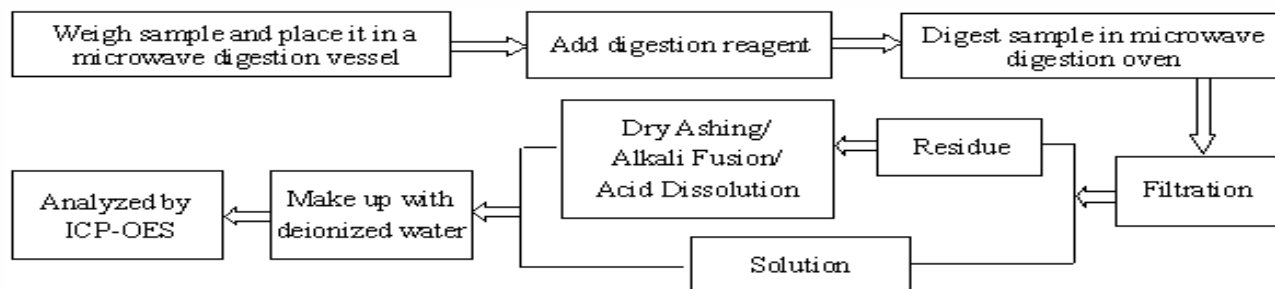 Weigh sample and place it in a
microwave digestion vessel
Add digestion reagent
Digest sample in microwave
digestion oven
Filtration
Residue
Dry Ashing/
Alkali Fusion/
Acid Dissolution
Solution
Make up with
deionized water
Analyzed by
ICP-OES